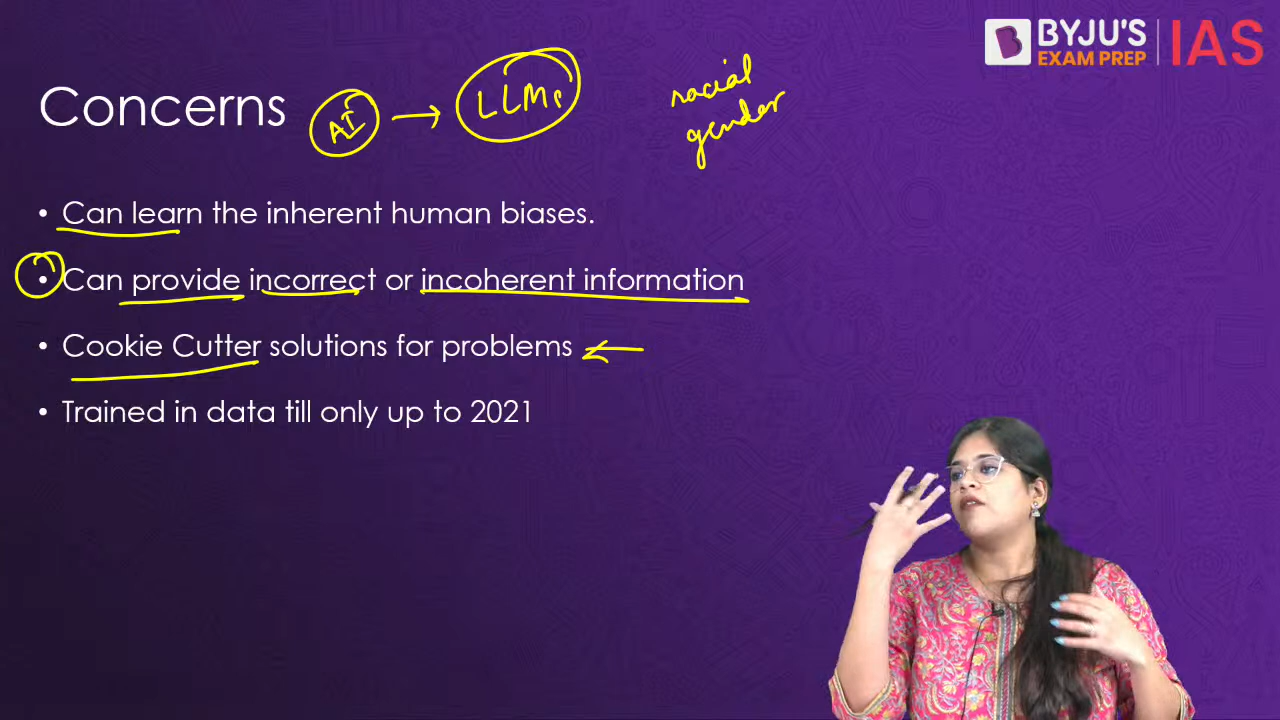 BYJU'S
EXAM PREP
IAS
Concerns
AI → LLMs
racial
gender
• Can learn the inherent human biases.
• Can provide incorrect or incoherent information
• Cookie Cutter solutions for problems
• Trained in data till only up to 2021